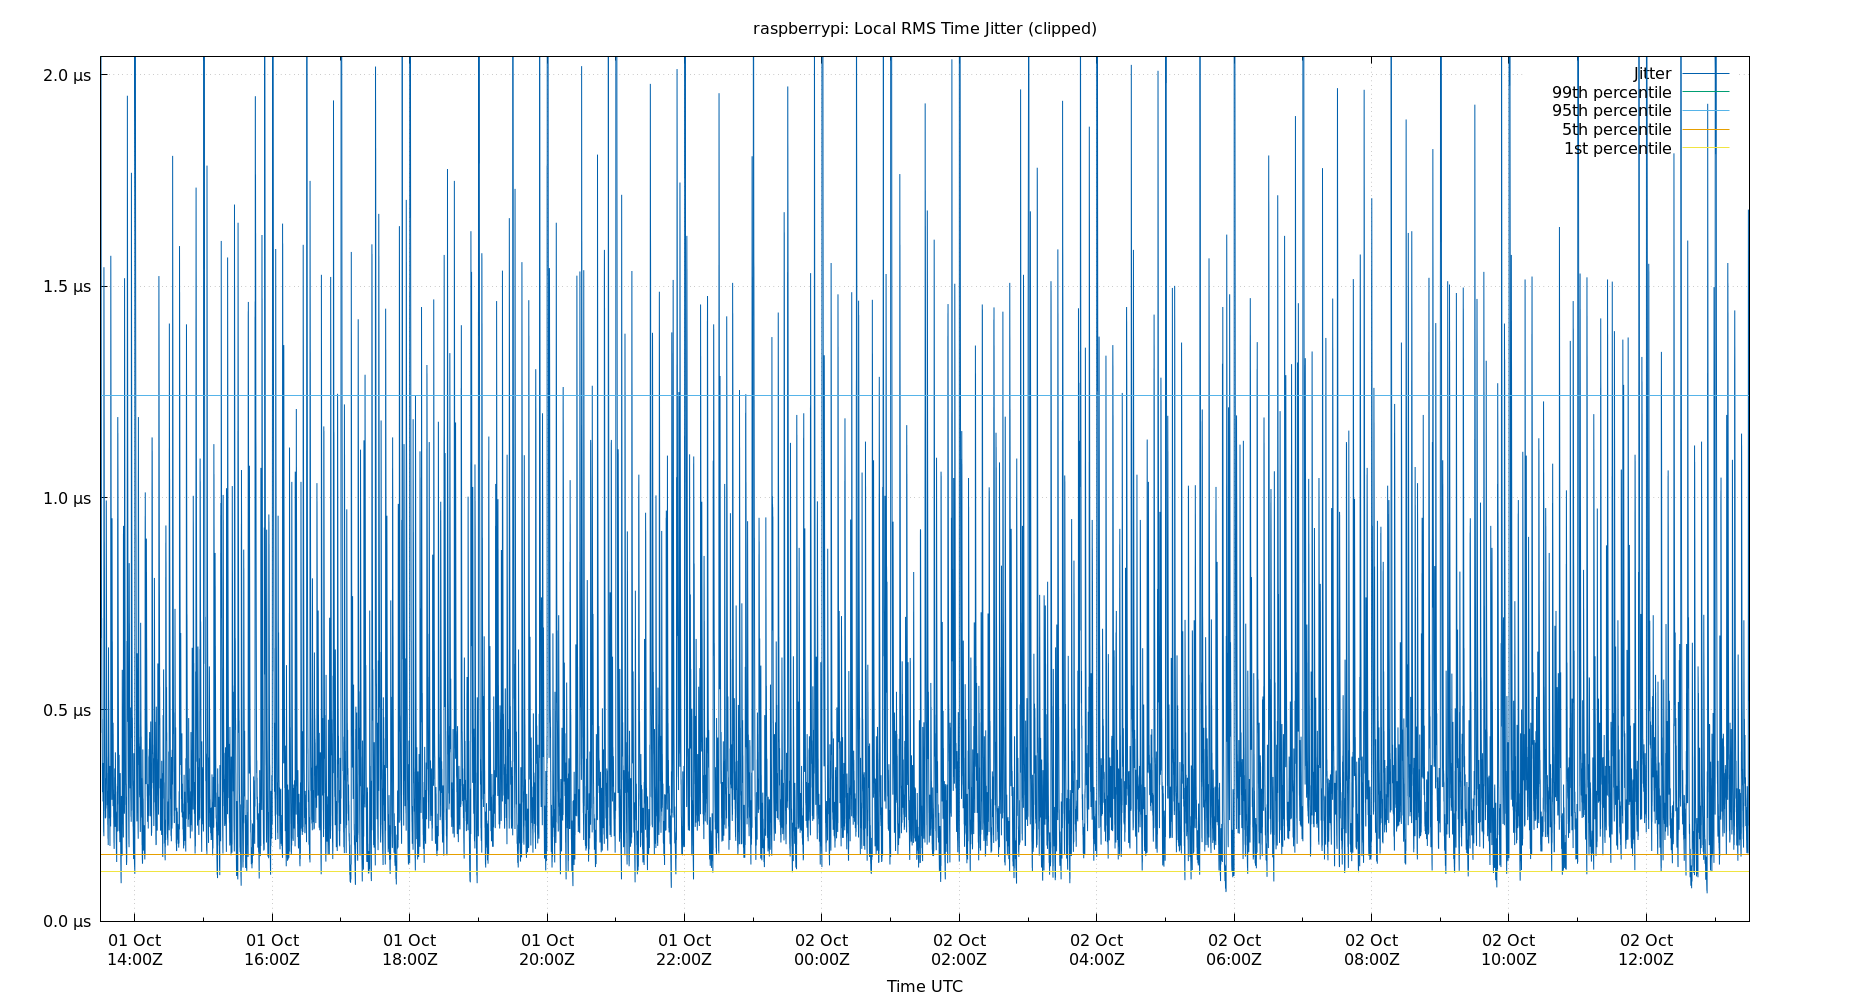 raspberrypi: Local RMS Time Jitter (clipped)
2.0 μs
1.5 μs
1.0 μs
0.5 μs
0.0 μs
Jitter
99th percentile
95th percentile
5th percentile
1st percentile
01 Oct 01 Oct 01 Oct 01 Oct 01 Oct 02 Oct 02 Oct 02 Oct 02 Oct 02 Oct 02 Oct 02 Oct
14:00Z 16:00Z 18:00Z 20:00Z 22:00Z 00:00Z 02:00Z 04:00Z 06:00Z 08:00Z 10:00Z 12:00Z
Time UTC